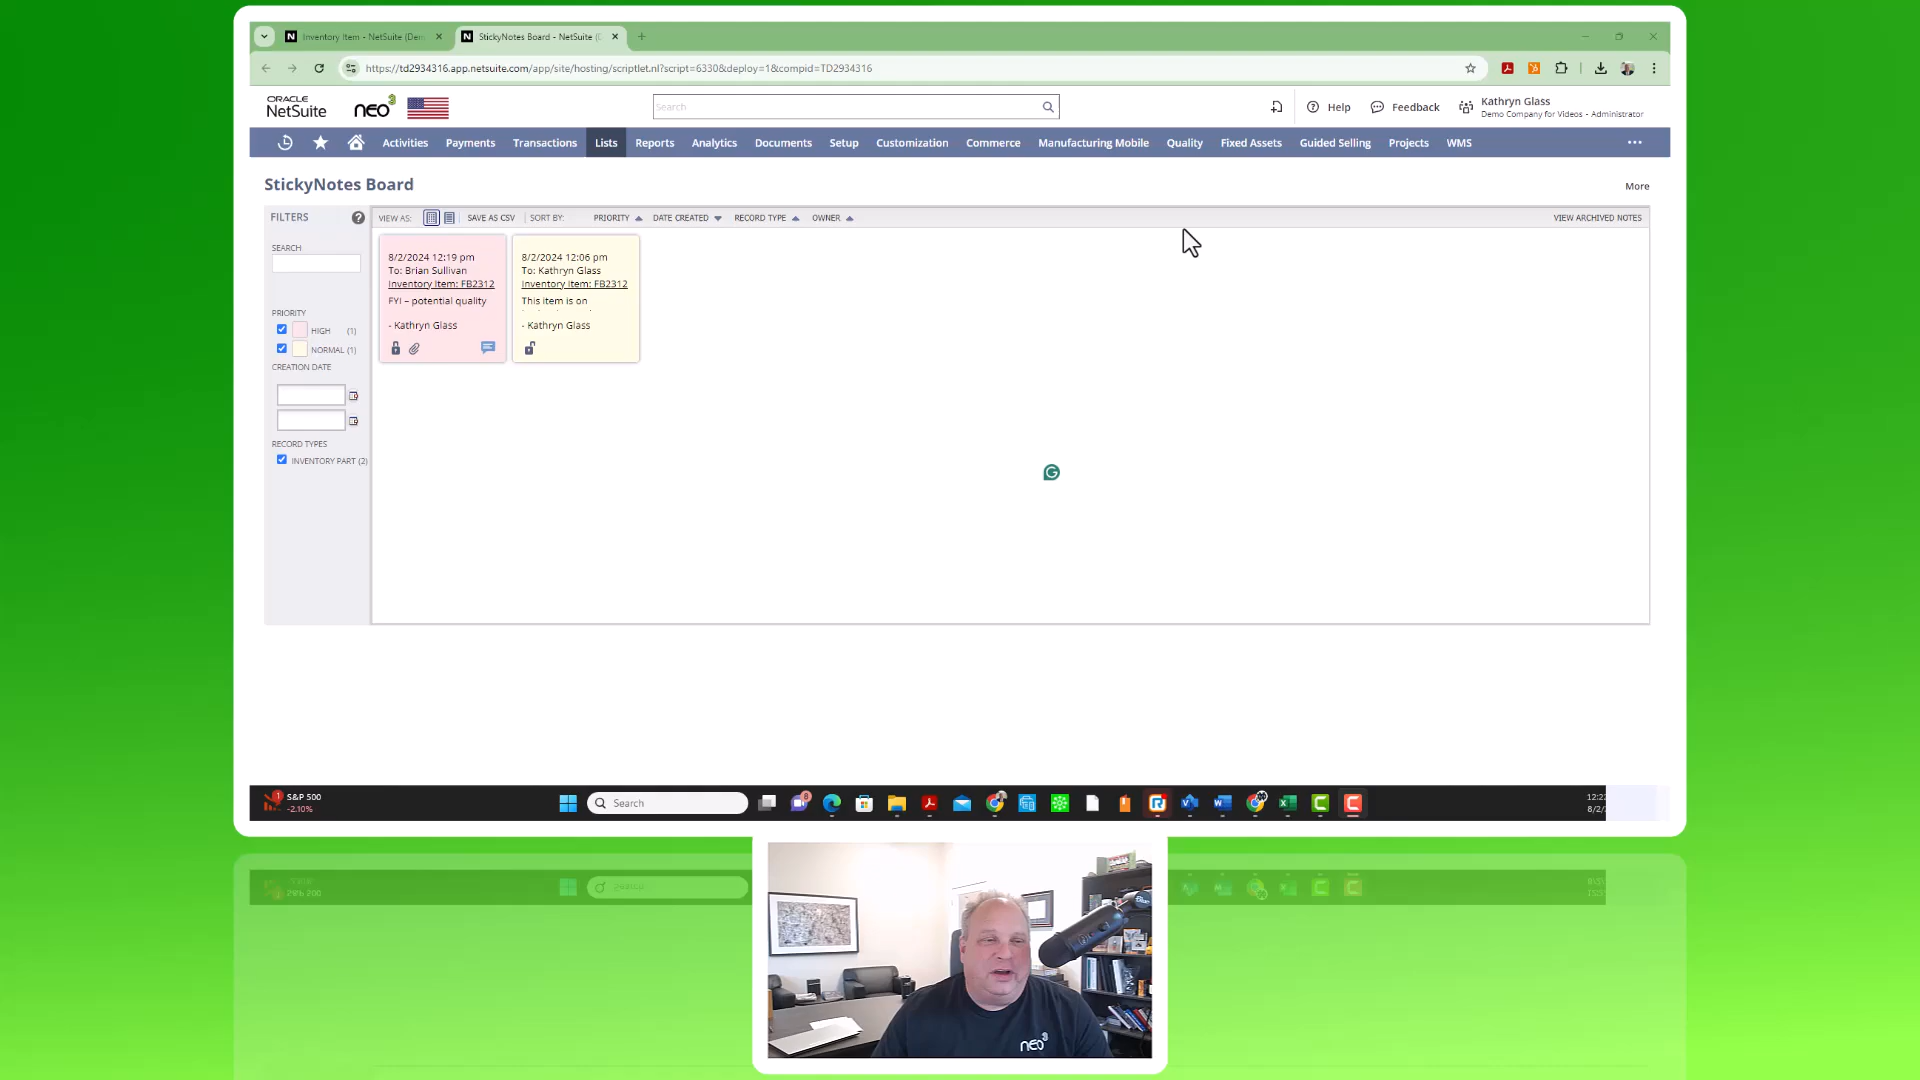 Inventory Item - NetSuite (Dem
StickyNotes Board - NetSuite (D
https://td2934316.app.netsuite.com/app/site/hosting/scriptlet.nl?script=6330&deploy=1&compid=TD2934316
ORACLE
NetSuite
neo3
Search
Help
Feedback
Kathryn Glass
Demo Company for Videos - Administrator
Activities
Payments
Transactions
Lists
Reports
Analytics
Documents
Setup
Customization
Commerce
Manufacturing Mobile
Quality
Fixed Assets
Guided Selling
Projects
WMS
StickyNotes Board
More
FILTERS
VIEW AS:
SAVE AS CSV
SORT BY:
PRIORITY
DATE CREATED
RECORD TYPE
OWNER
VIEW ARCHIVED NOTES
SEARCH
PRIORITY
HIGH (1)
NORMAL (1)
CREATION DATE
RECORD TYPES
INVENTORY PART (2)
8/2/2024 12:19 pm
To: Brian Sullivan
Inventory Item: FB2312
FYI – potential quality
- Kathryn Glass
8/2/2024 12:06 pm
To: Kathryn Glass
Inventory Item: FB2312
This item is on
- Kathryn Glass
1
S&P 500
-2.10%
Search
8
neo3